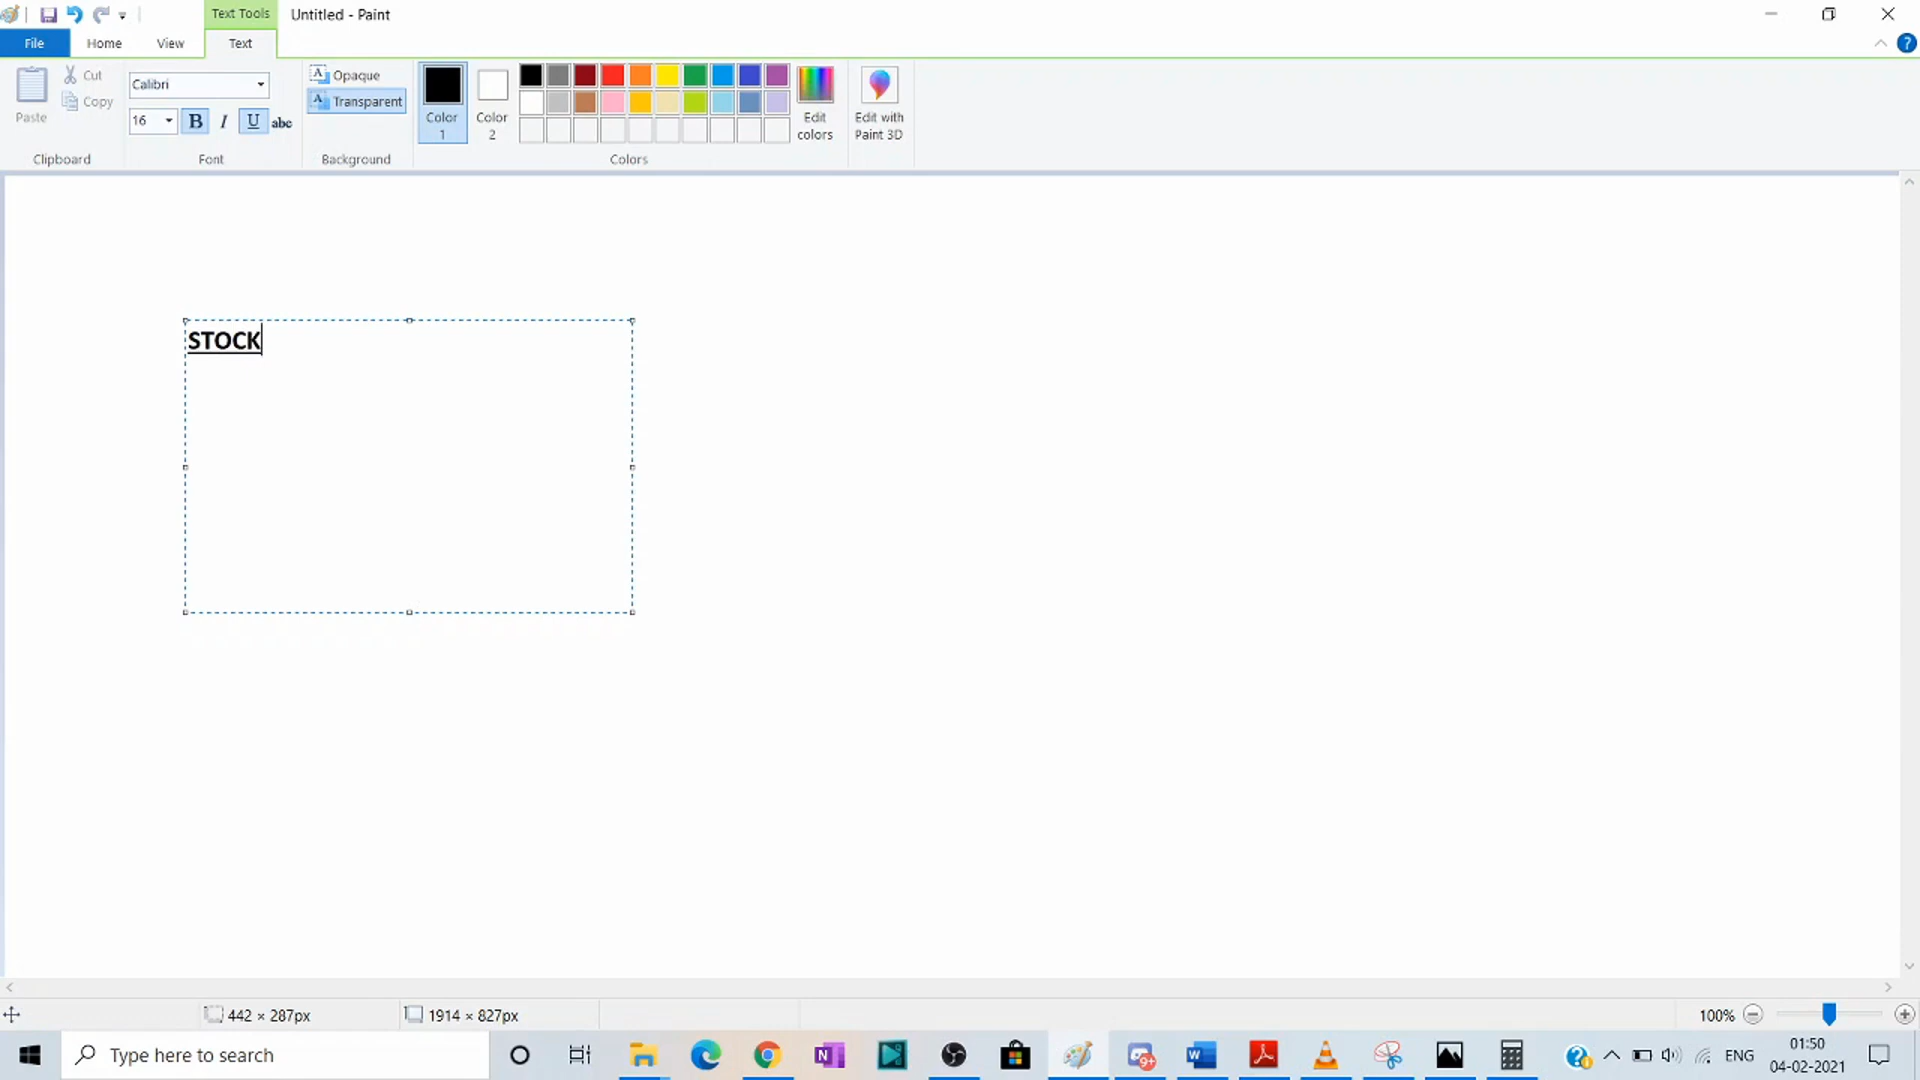 Text Tools Untitled - Paint
File Home View Text
Paste Cut Copy
Calibri
16 B I U abc
Opaque
Transparent
Color 1 Color 2
Edit colors
Edit with Paint 3D
Clipboard Font Background Colors
STOCK
442 × 287px 1914 × 827px 100%
Type here to search
N 9+ W ENG
01:50
04-02-2021